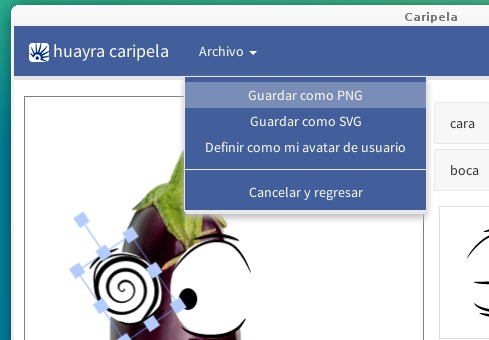 Caripela
huayra caripela
Archivo
Guardar como PNG
Guardar como SVG
Definir como mi avatar de usuario
Cancelar y regresar
cara
boca